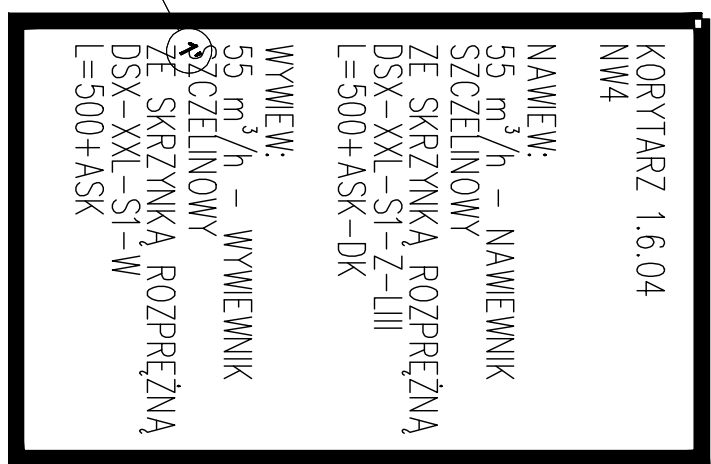 KORYTARZ 1.6.04
NW4
NAWIEW:
55 m³/h - NAWIEWNIK
SZCZELINOWY
ZE SKRZYNKĄ ROZPRĘŻNĄ
DSX-XXL-S1-Z-LIII
L=500+ASK-DK
WYWIEW:
55 m³/h - WYWIEWNIK
SZCZELINOWY
ZE SKRZYNKĄ ROZPRĘŻNĄ
DSX-XXL-S1-W
L=500+ASK